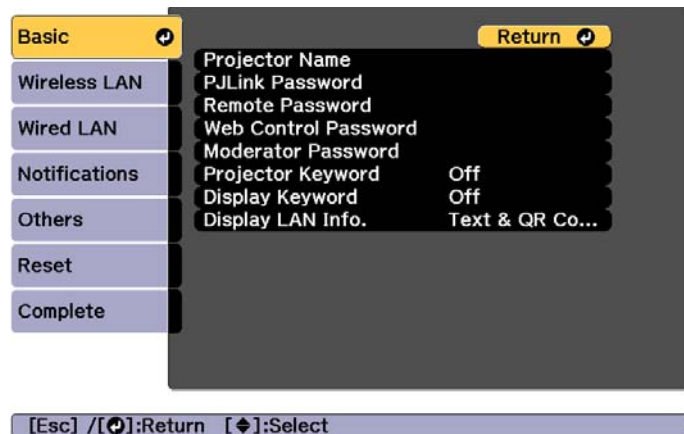 Basic
Wireless LAN
Wired LAN
Notifications
Others
Reset
Complete
Return
Projector Name
PJLink Password
Remote Password
Web Control Password
Moderator Password
Projector Keyword Off
Display Keyword Off
Display LAN Info. Text & QR Co...
[Esc] /[⏎]:Return [◆]:Select